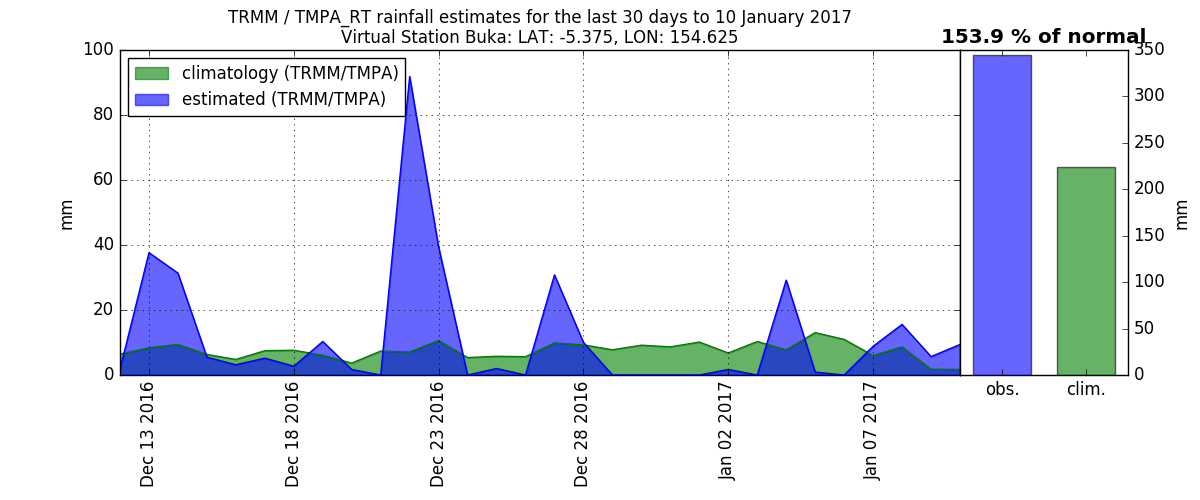 TRMM / TMPA_RT rainfall estimates for the last 30 days to 10 January 2017
Virtual Station Buka: LAT: -5.375, LON: 154.625
153.9 % of normal
climatology (TRMM/TMPA)
estimated (TRMM/TMPA)
100
80
60
40
20
0
mm
Dec 13 2016
Dec 18 2016
Dec 23 2016
Dec 28 2016
Jan 02 2017
Jan 07 2017
obs.
clim.
350
300
250
200
150
100
50
0
mm